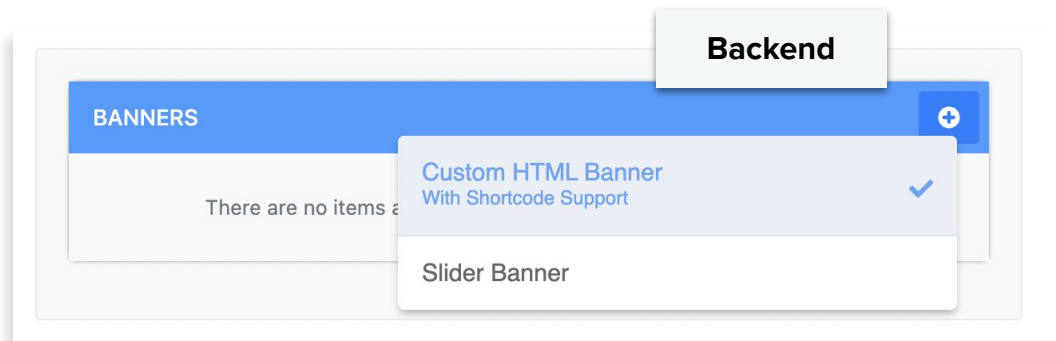 Backend
BANNERS
Custom HTML Banner
With Shortcode Support
There are no items
Slider Banner